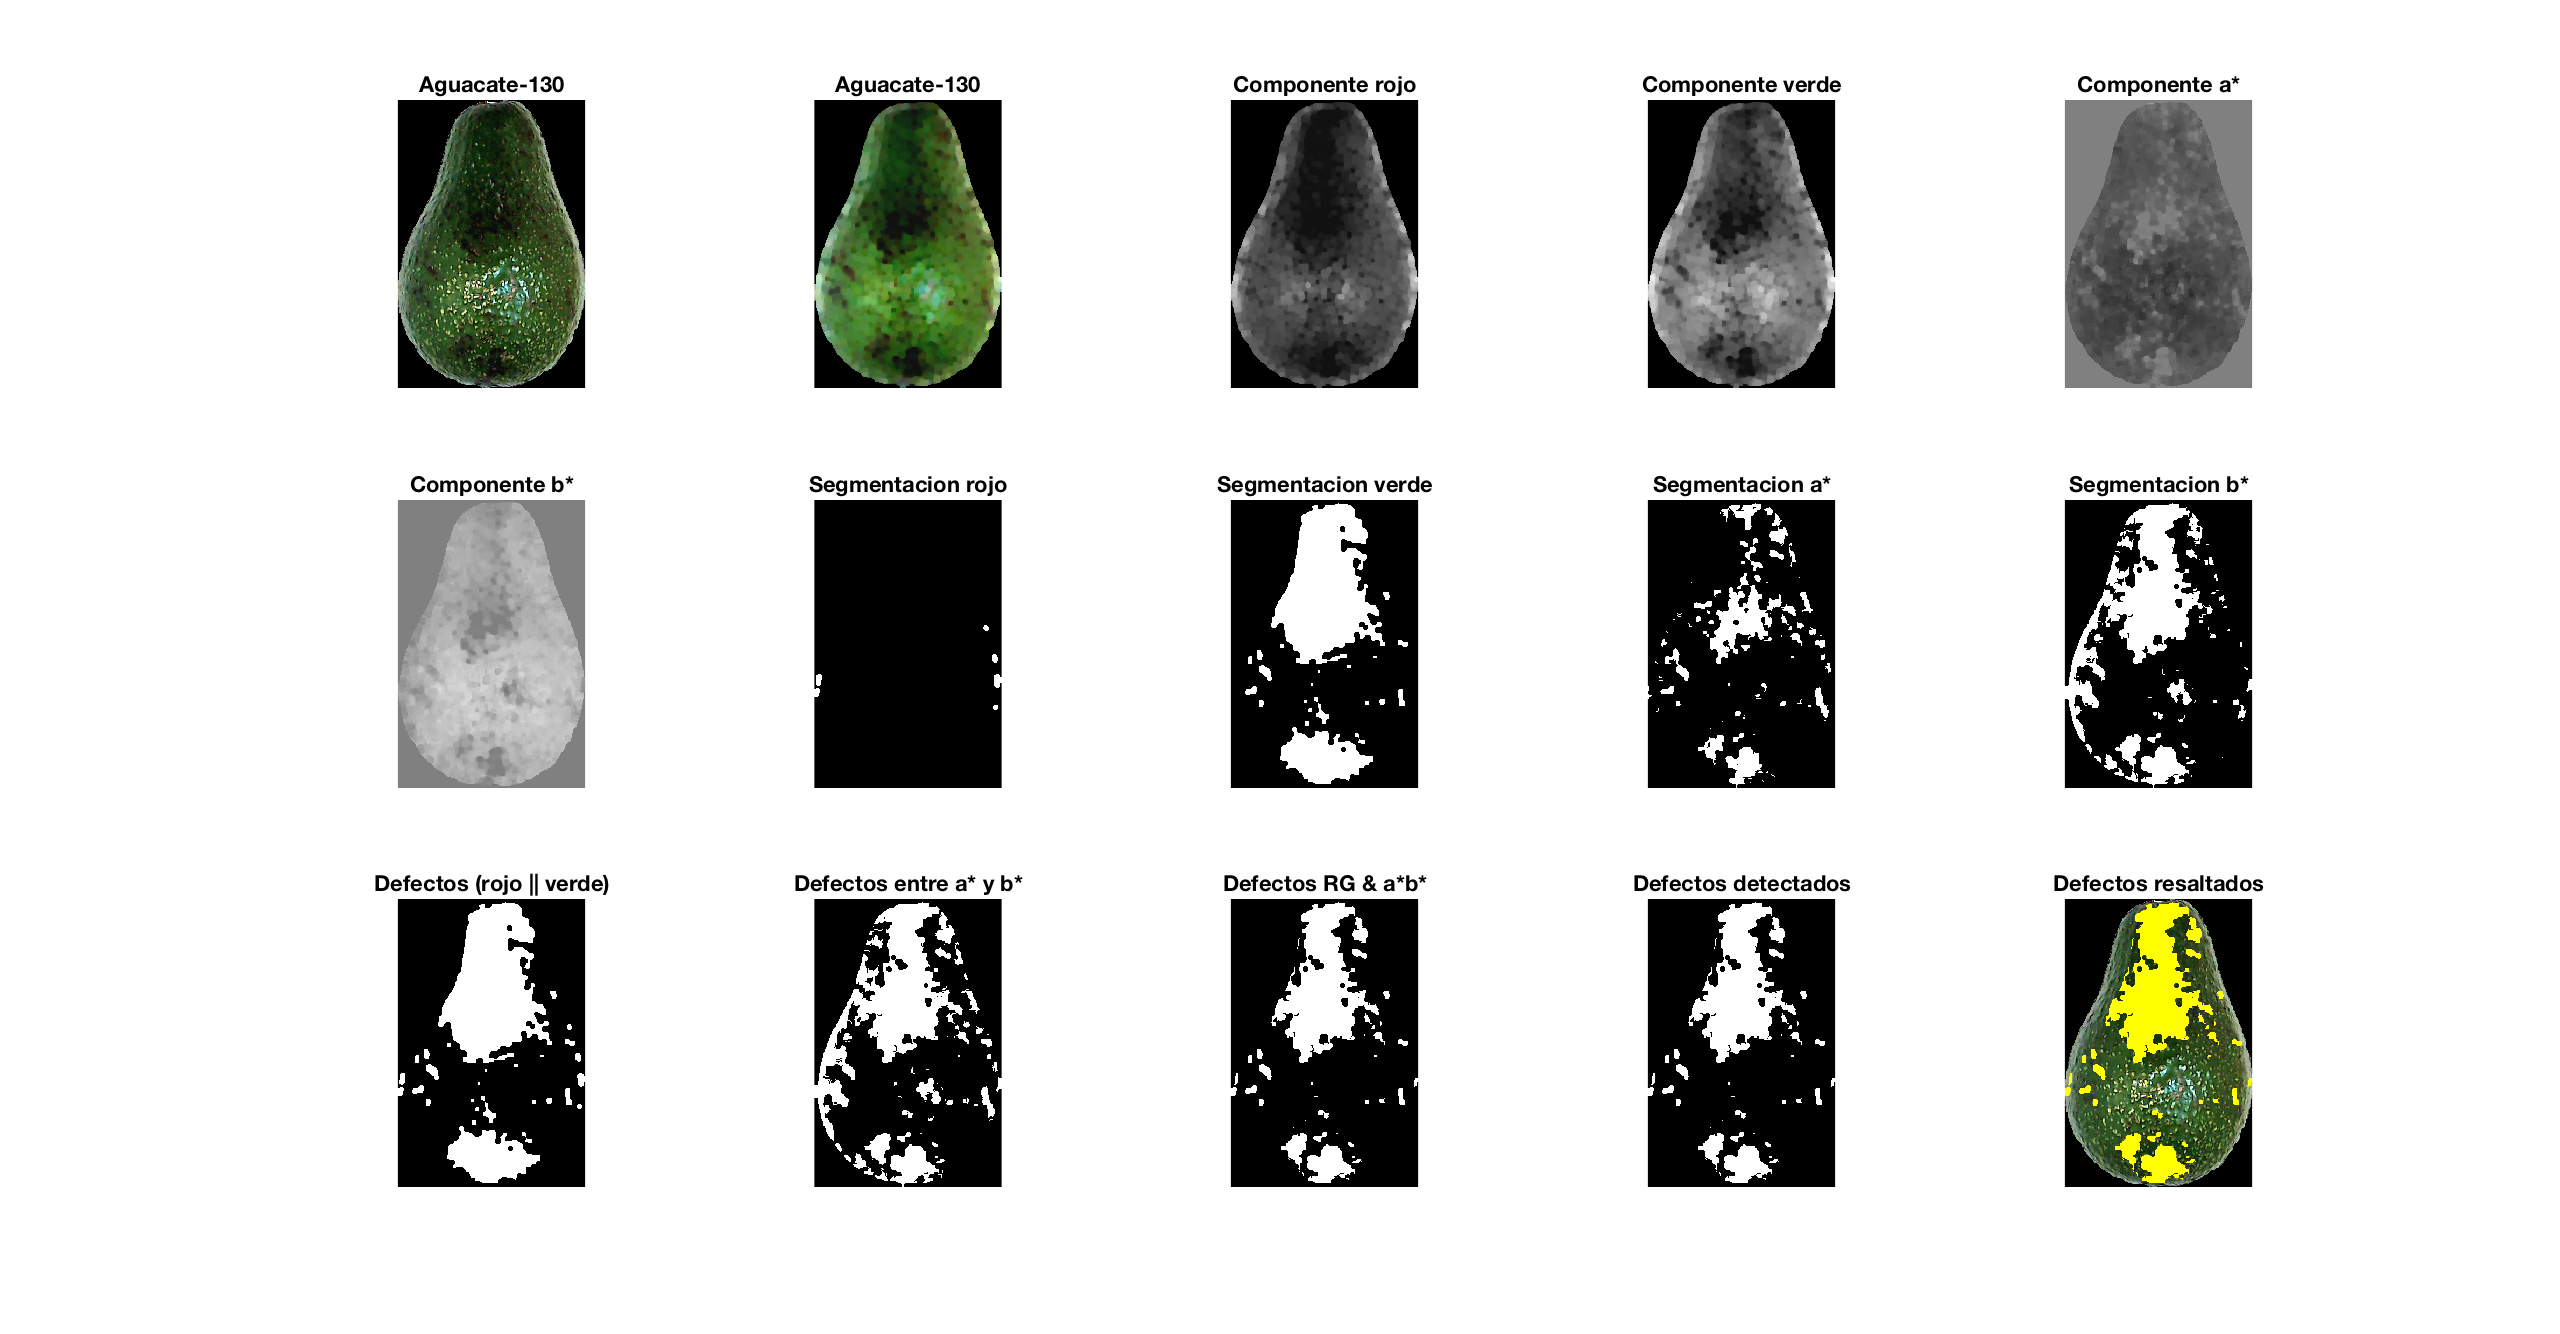 Aguacate-130
Aguacate-130
Componente rojo
Componente verde
Componente a*
Componente b*
Segmentacion rojo
Segmentacion verde
Segmentacion a*
Segmentacion b*
Defectos (rojo || verde)
Defectos entre a* y b*
Defectos RG & a*b*
Defectos detectados
Defectos resaltados